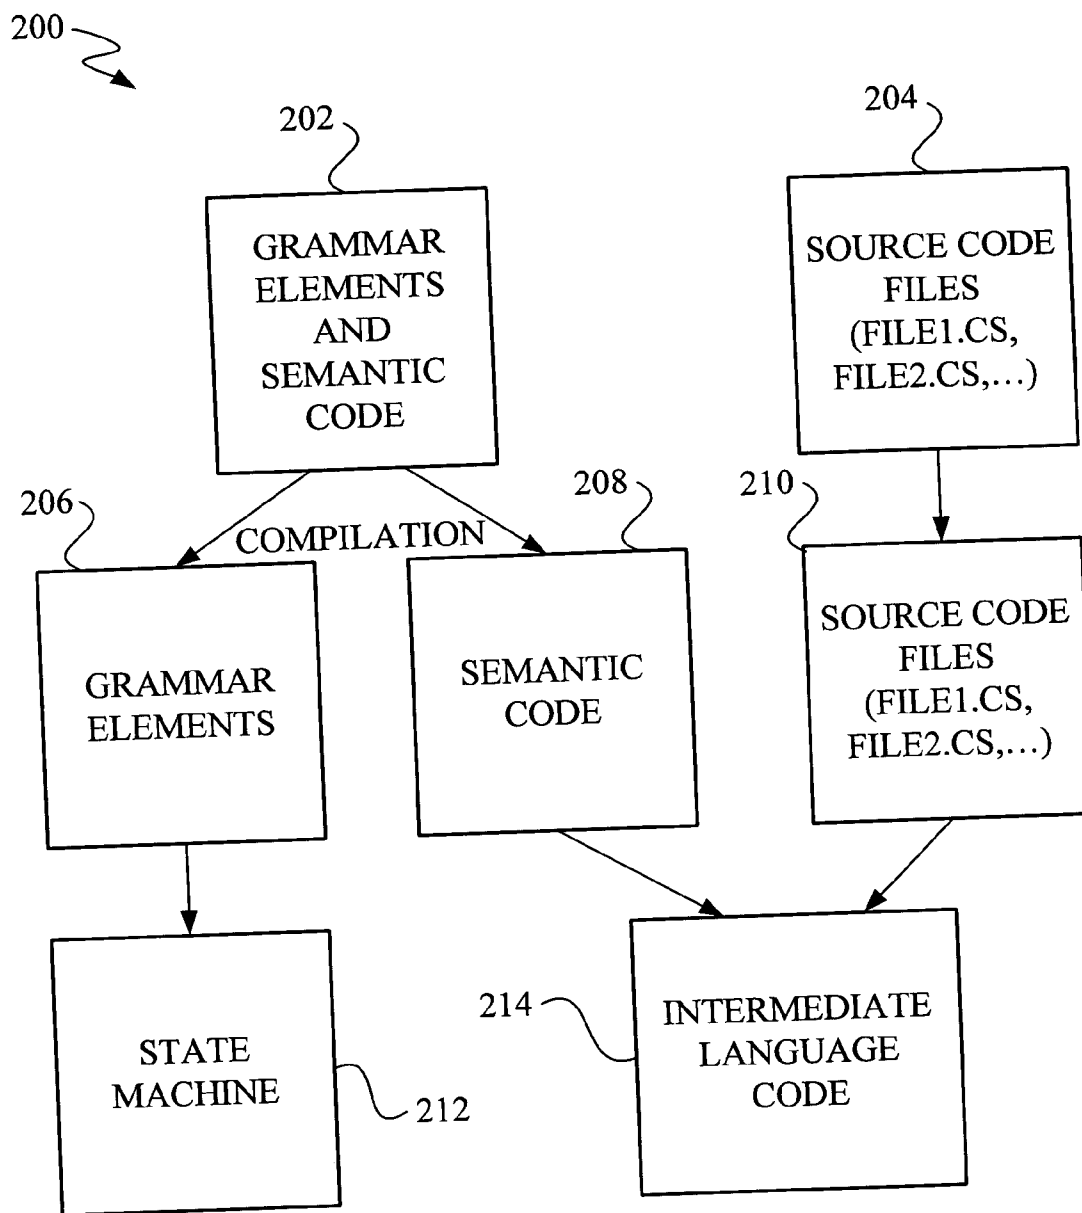 200
202
204
GRAMMAR
ELEMENTS
AND
SEMANTIC
CODE
SOURCE CODE
FILES
(FILE1.CS,
FILE2.CS,...)
206
COMPILATION
208
210
GRAMMAR
ELEMENTS
SEMANTIC
CODE
SOURCE CODE
FILES
(FILE1.CS,
FILE2.CS,...)
STATE
MACHINE
212
214
INTERMEDIATE
LANGUAGE
CODE